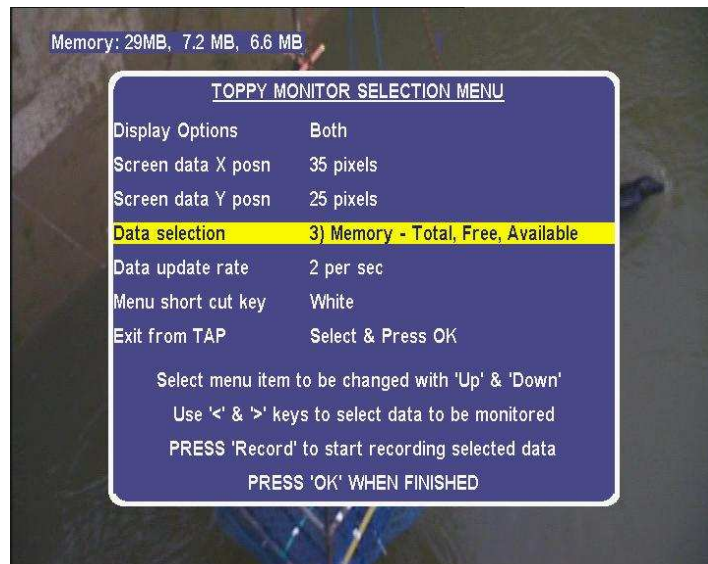 Memory: 29MB, 7.2 MB, 6.6 MB
TOPPY MONITOR SELECTION MENU
Display Options Both
Screen data X posn 35 pixels
Screen data Y posn 25 pixels
Data selection 3) Memory - Total, Free, Available
Data update rate 2 per sec
Menu short cut key White
Exit from TAP Select & Press OK
Select menu item to be changed with 'Up' & 'Down'
Use '<' & '>' keys to select data to be monitored
PRESS 'Record' to start recording selected data
PRESS 'OK' WHEN FINISHED